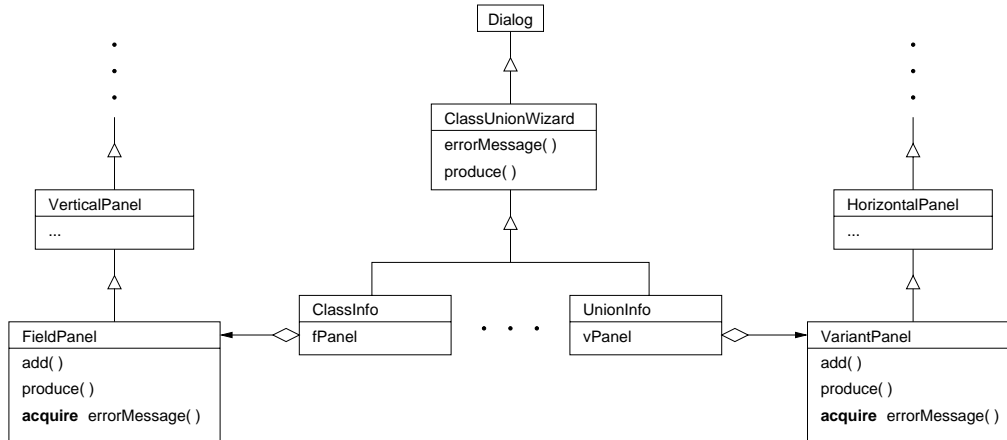 Dialog
ClassUnionWizard
errorMessage( )
produce( )
VerticalPanel
...
HorizontalPanel
...
ClassInfo
fPanel
UnionInfo
vPanel
FieldPanel
add( )
produce( )
acquire errorMessage( )
VariantPanel
add( )
produce( )
acquire errorMessage( )